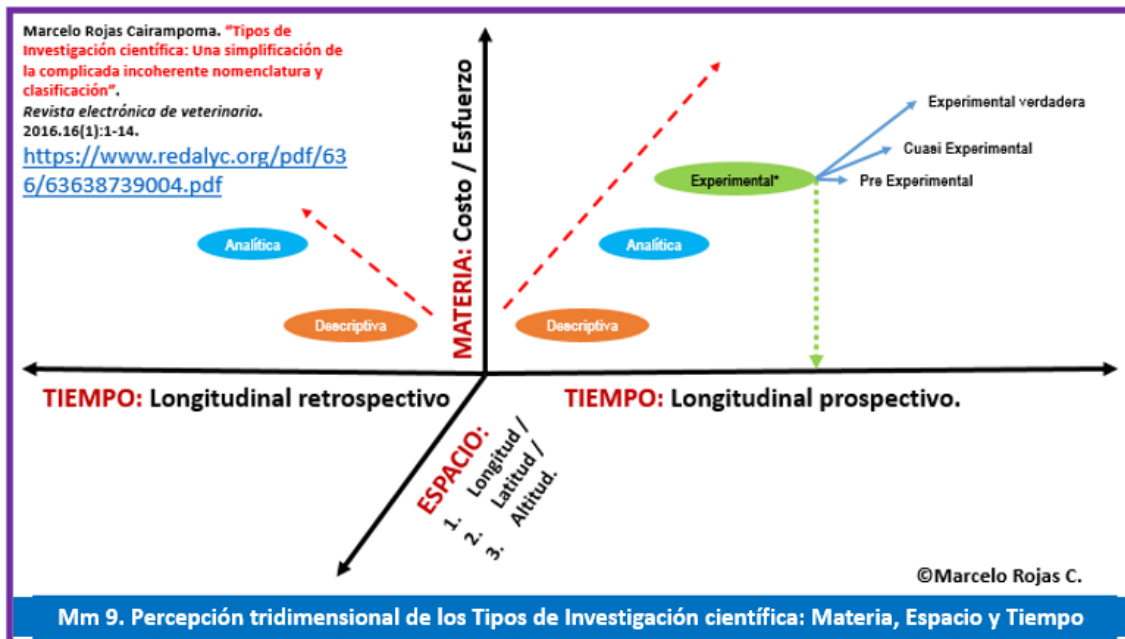 Marcelo Rojas Cairampoma. "Tipos de
Investigación científica: Una simplificación de
la complicada incoherente nomenclatura y
clasificación".
Revista electrónica de veterinaria.
2016.16(1):1-14.
https://www.redalyc.org/pdf/63
6/63638739004.pdf
MATERIA: Costo / Esfuerzo
Experimental verdadera
Cuasi Experimental
Experimental*
Pre Experimental
Analítica
Analítica
Descriptiva
Descriptiva
TIEMPO: Longitudinal retrospectivo
TIEMPO: Longitudinal prospectivo.
ESPACIO:
1. Longitud /
2. Latitud /
3. Altitud.
©Marcelo Rojas C.
Mm 9. Percepción tridimensional de los Tipos de Investigación científica: Materia, Espacio y Tiempo